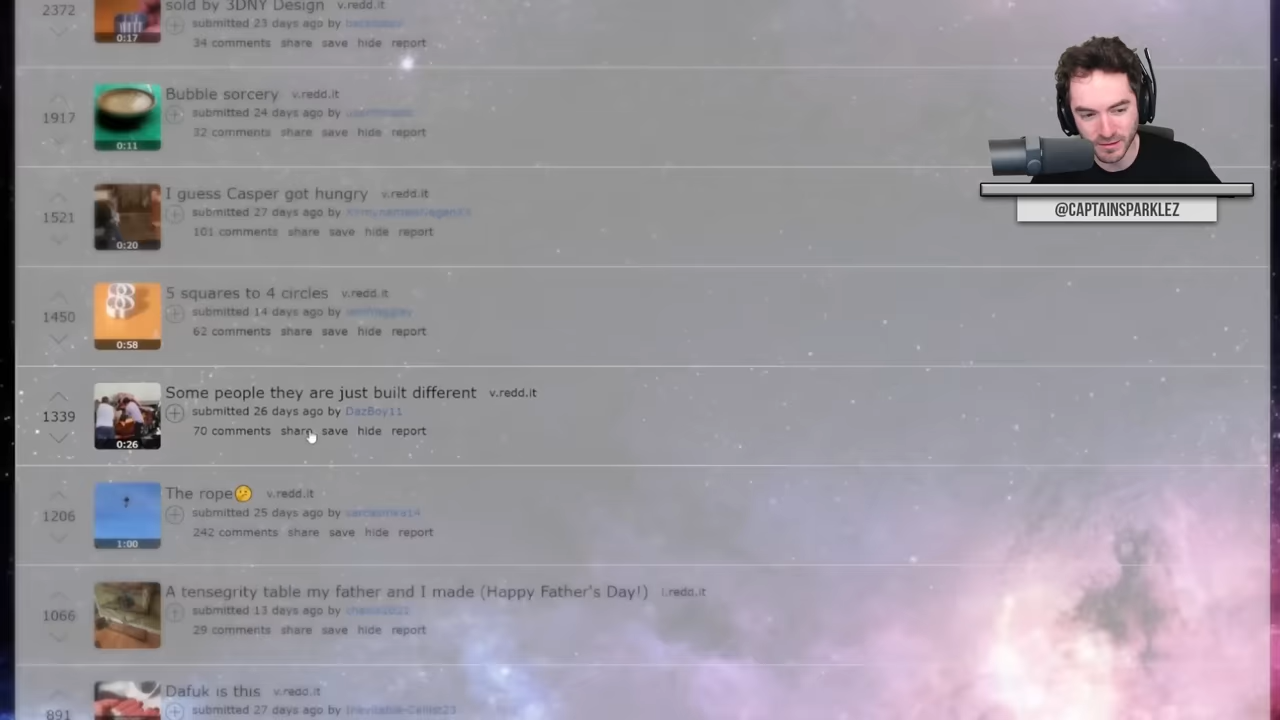 2372
sold by 3DNY Design v.redd.it
submitted 23 days ago by
0:17
34 comments share save hide report
Bubble sorcery v.redd.it
submitted 24 days ago by
1917
32 comments share save hide report
0:11
I guess Casper got hungry v.redd.it
submitted 27 days ago by
1521
101 comments share save hide report
0:20
5 squares to 4 circles v.redd.it
submitted 14 days ago by
1450
62 comments share save hide report
0:58
Some people they are just built different v.redd.it
submitted 26 days ago by DazBoy11
1339
70 comments share save hide report
0:26
The rope🤔 v.redd.it
submitted 25 days ago by
1206
242 comments share save hide report
1:00
A tensegrity table my father and I made (Happy Father's Day!) i.redd.it
submitted 13 days ago by
1066
29 comments share save hide report
Dafuk is this v.redd.it
submitted 27 days ago by
891
@CAPTAINSPARKLEZ